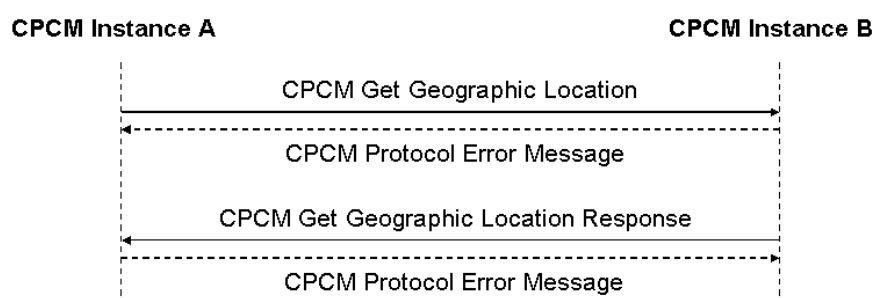 CPCM Instance A
CPCM Instance B
CPCM Get Geographic Location
CPCM Protocol Error Message
CPCM Get Geographic Location Response
CPCM Protocol Error Message